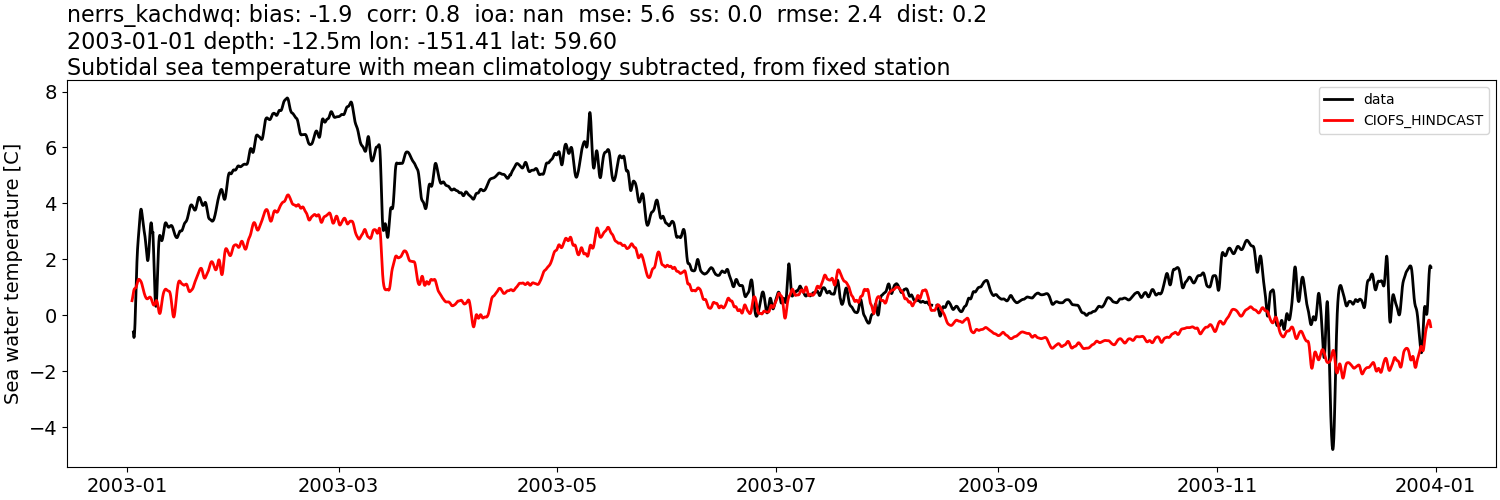 nerrs_kachdwq: bias: -1.9  corr: 0.8  ioa: nan  mse: 5.6  ss: 0.0  rmse: 2.4  dist: 0.2
2003-01-01 depth: -12.5m lon: -151.41 lat: 59.60
Subtidal sea temperature with mean climatology subtracted, from fixed station
Sea water temperature [C]
8
6
4
2
0
−2
−4
data
CIOFS_HINDCAST
2003-01
2003-03
2003-05
2003-07
2003-09
2003-11
2004-01